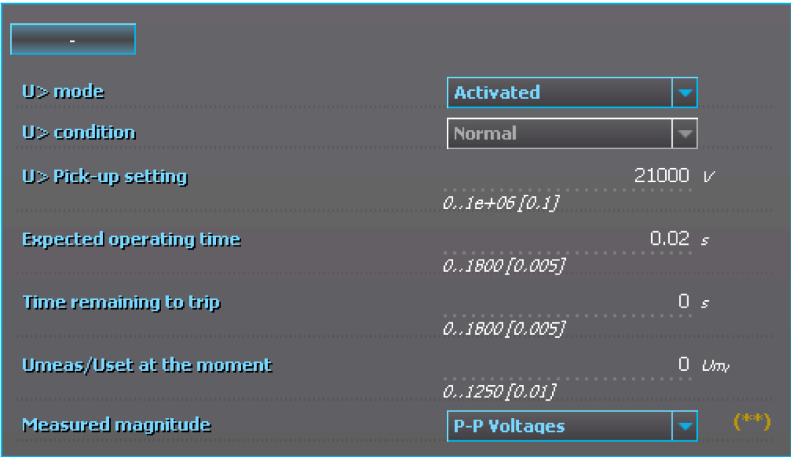 -
U> mode Activated
U> condition Normal
U> Pick-up setting 21000 V
0..1e+06 [0.1]
Expected operating time 0.02 s
0..1800 [0.005]
Time remaining to trip 0 s
0..1800 [0.005]
Umeas/Uset at the moment 0 Um/
0..1250 [0.01]
Measured magnitude P-P Voltages (**)